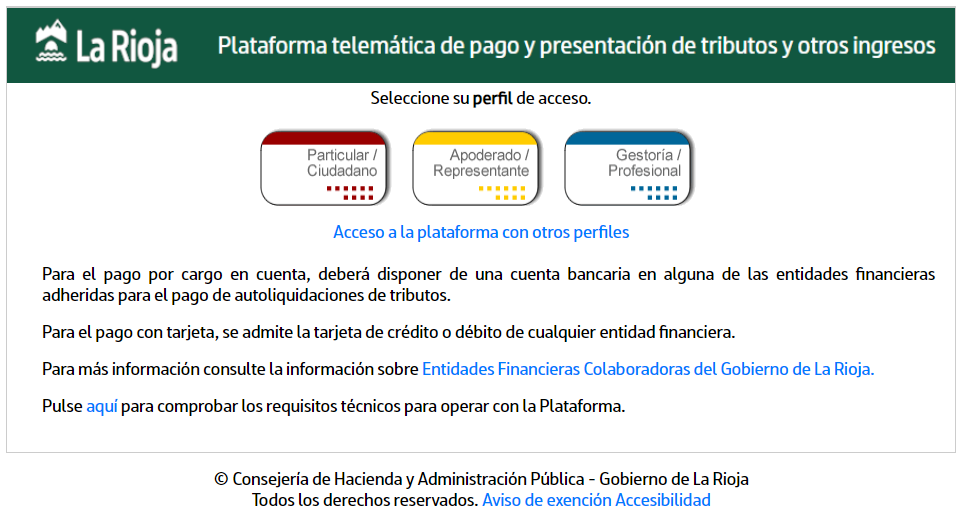 La Rioja
Plataforma telemática de pago y presentación de tributos y otros ingresos
Seleccione su perfil de acceso.
Particular /
Ciudadano
Apoderado /
Representante
Gestoría /
Profesional
Acceso a la plataforma con otros perfiles
Para el pago por cargo en cuenta, deberá disponer de una cuenta bancaria en alguna de las entidades financieras
adheridas para el pago de autoliquidaciones de tributos.
Para el pago con tarjeta, se admite la tarjeta de crédito o débito de cualquier entidad financiera.
Para más información consulte la información sobre Entidades Financieras Colaboradoras del Gobierno de La Rioja.
Pulse aquí para comprobar los requisitos técnicos para operar con la Plataforma.
© Consejería de Hacienda y Administración Pública - Gobierno de La Rioja
Todos los derechos reservados. Aviso de exención Accesibilidad